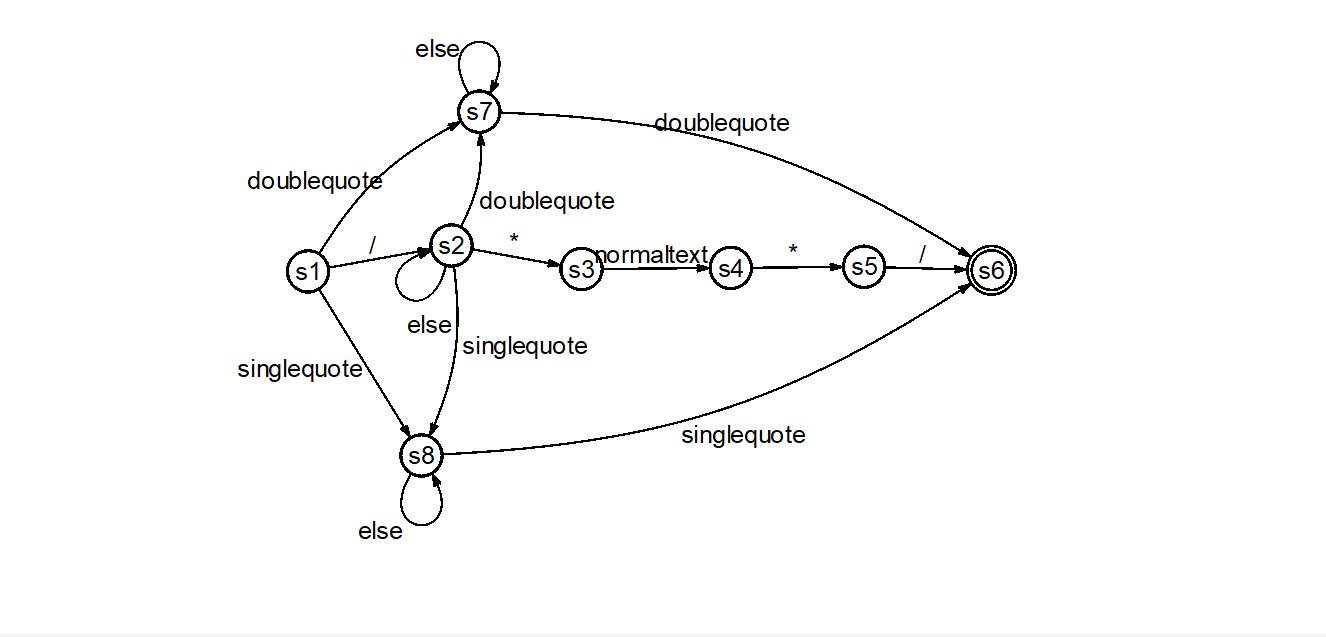 else
s7
doublequote
doublequote
doublequote
/
s2
*
normaltext
*
/
s1
s3
s4
s5
s6
else
singlequote
singlequote
singlequote
s8
else